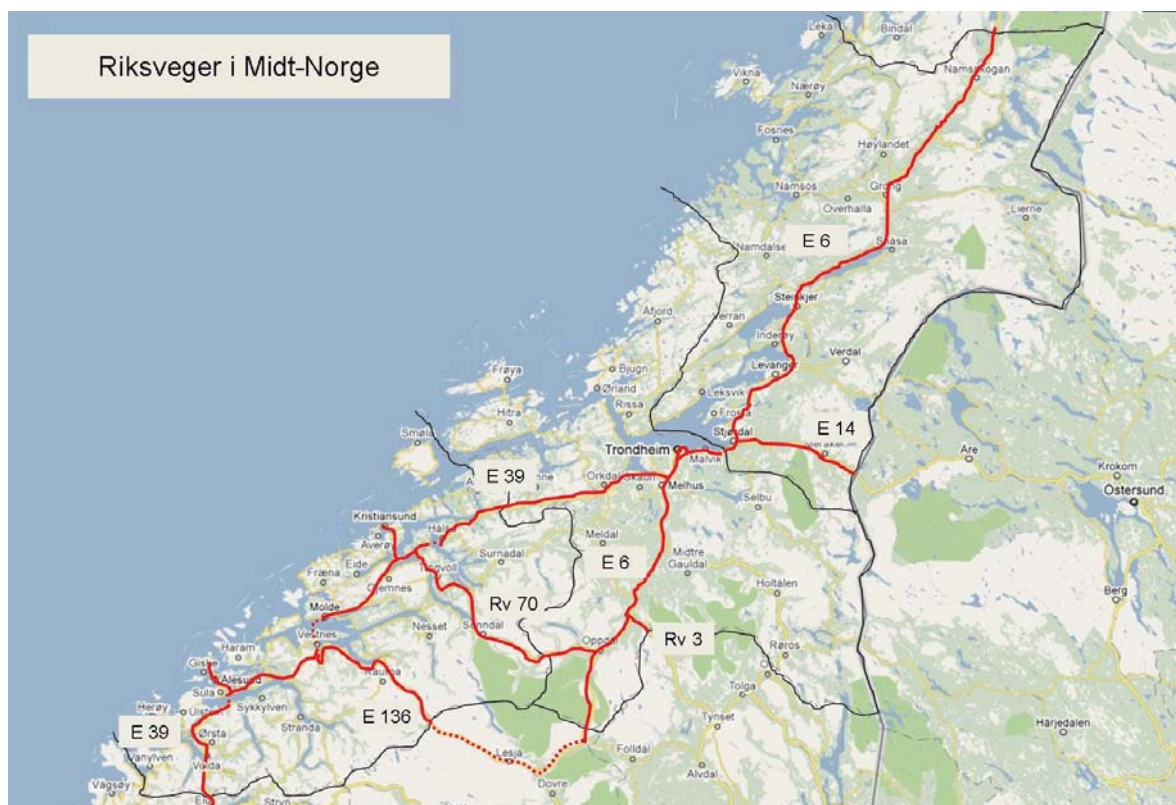 Riksveger i Midt-Norge
Leka
Bindal
Vikna
Nærøy
Namsskogan
Fosnes
Høylandet
Namsos
Grong
Overhalla
Lierne
E 6
Snåsa
Namdalse
Steinkjer
Åfjord
Verran
Inderøy
Verdal
Levanger
Frøya
Bjugn
Ørland
Leksvik
Hitra
Rissa
Frosta
Smøla
Stjørdal
E 14
Trondheim
Malvik
Åre
Krokom
E 39
Orkdal
Skaun
Melhus
Östersund
Selbu
Kristiansund
Averøy
Hals
Meldal
Eide
Surnadal
E 6
Midtre
Gauldal
Fræna
Gjemnes
Tingvoll
Holtålen
Berg
Molde
Rv 70
Nesset
Sunndal
Vestnes
Oppdal
Rv 3
Røros
Haram
Giske
Rauma
Ålesund
Sula
Tolga
Sykkylven
Herøy
Ulstein
E 136
Stranda
Tynset
Härjedalen
E 39
Ørsta
Vanylven
Volda
Lesja
Folldal
Alvdal
Vågsøy
Dovre
Stryn